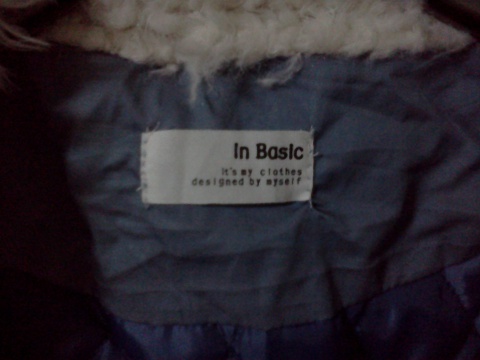 In Basic
it's my clothes
designed by myself